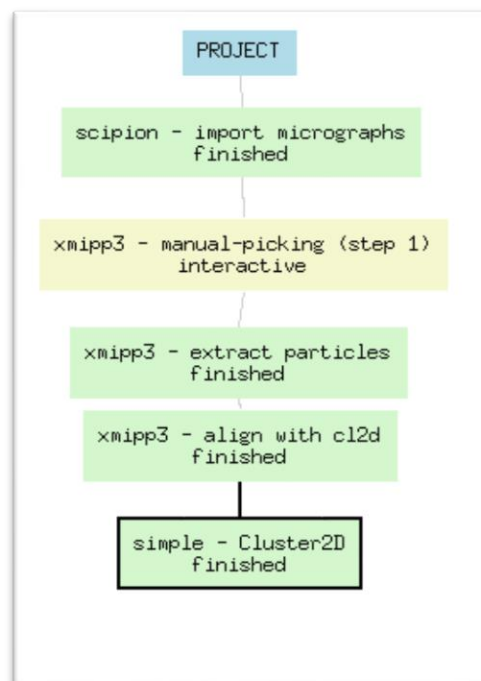 PROJECT
scipion - import micrographs
finished
xmipp3 - manual-picking (step 1)
interactive
xmipp3 - extract particles
finished
xmipp3 - align with cl2d
finished
simple - Cluster2D
finished